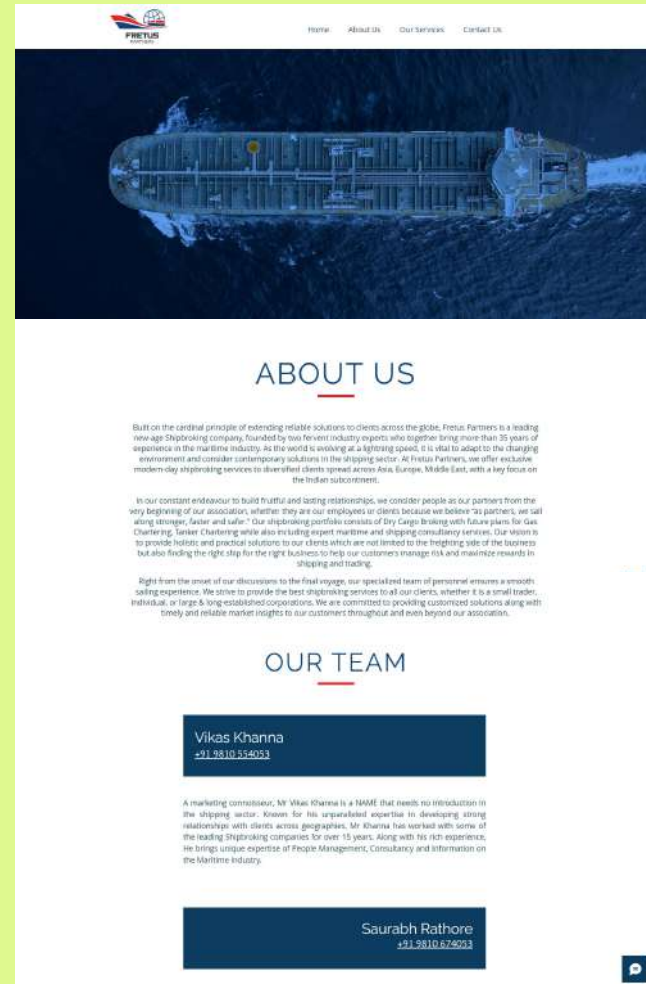 FRETUS
PARTNERS
Home About Us Our Services Contact Us
ABOUT US
Built on the cardinal principle of extending reliable solutions to clients across the globe, Fretus Partners is a leading
new-age Shipbroking company, founded by two fervent industry experts who together bring more than 35 years of
experience in the maritime industry. As the world is evolving at a lightning speed, it is vital to adapt to the changing
environment and consider contemporary solutions in the shipping sector. At Fretus Partners, we offer exclusive
modern-day shipbroking services to diversified clients spread across Asia, Europe, Middle East, with a key focus on
the Indian subcontinent.
In our constant endeavour to build fruitful and lasting relationships, we consider people as our partners from the
very beginning of our association, whether they are our employees or clients because we believe "as partners, we sail
along stronger, faster and safer." Our shipbroking portfolio consists of Dry Cargo Broking with future plans for Gas
Chartering, Tanker Chartering while also including expert maritime and shipping consultancy services. Our vision is
to provide holistic and practical solutions to our clients which are not limited to the freighting side of the business
but also finding the right ship for the right business to help our customers manage risk and maximize rewards in
shipping and trading.
Right from the onset of our discussions to the final voyage, our specialized team of personnel ensures a smooth
sailing experience. We strive to provide the best shipbroking services to all our clients, whether it is a small trader,
individual, or large & long-established corporations. We are committed to providing customized solutions along with
timely and reliable market insights to our customers throughout and even beyond our association.
OUR TEAM
Vikas Khanna
+91 9810 554053
A marketing connoisseur, Mr Vikas Khanna is a NAME that needs no introduction in
the shipping sector. Known for his unparalleled expertise in developing strong
relationships with clients across geographies, Mr Khanna has worked with some of
the leading Shipbroking companies for over 15 years. Along with his rich experience,
He brings unique expertise of People Management, Consultancy and Information on
the Maritime Industry.
Saurabh Rathore
+91 9810 674053